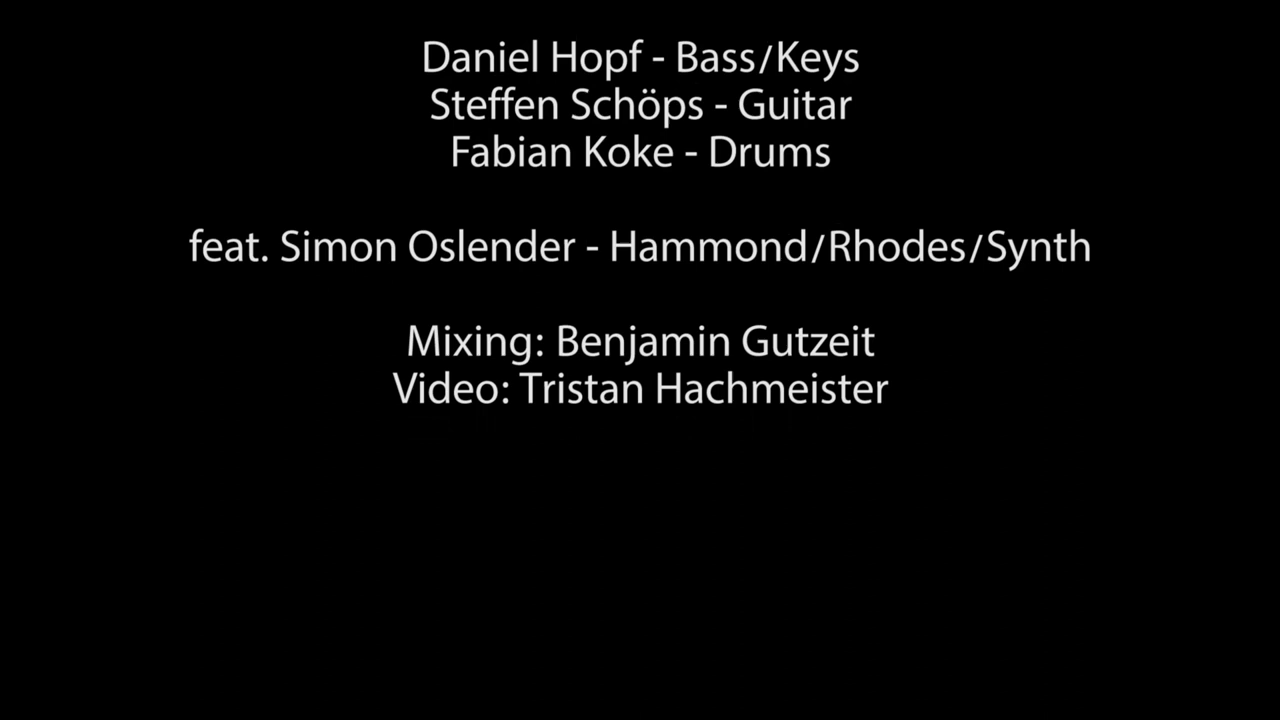 Daniel Hopf - Bass/Keys
Steffen Schöps - Guitar
Fabian Koke - Drums
feat. Simon Oslender - Hammond/Rhodes/Synth
Mixing: Benjamin Gutzeit
Video: Tristan Hachmeister